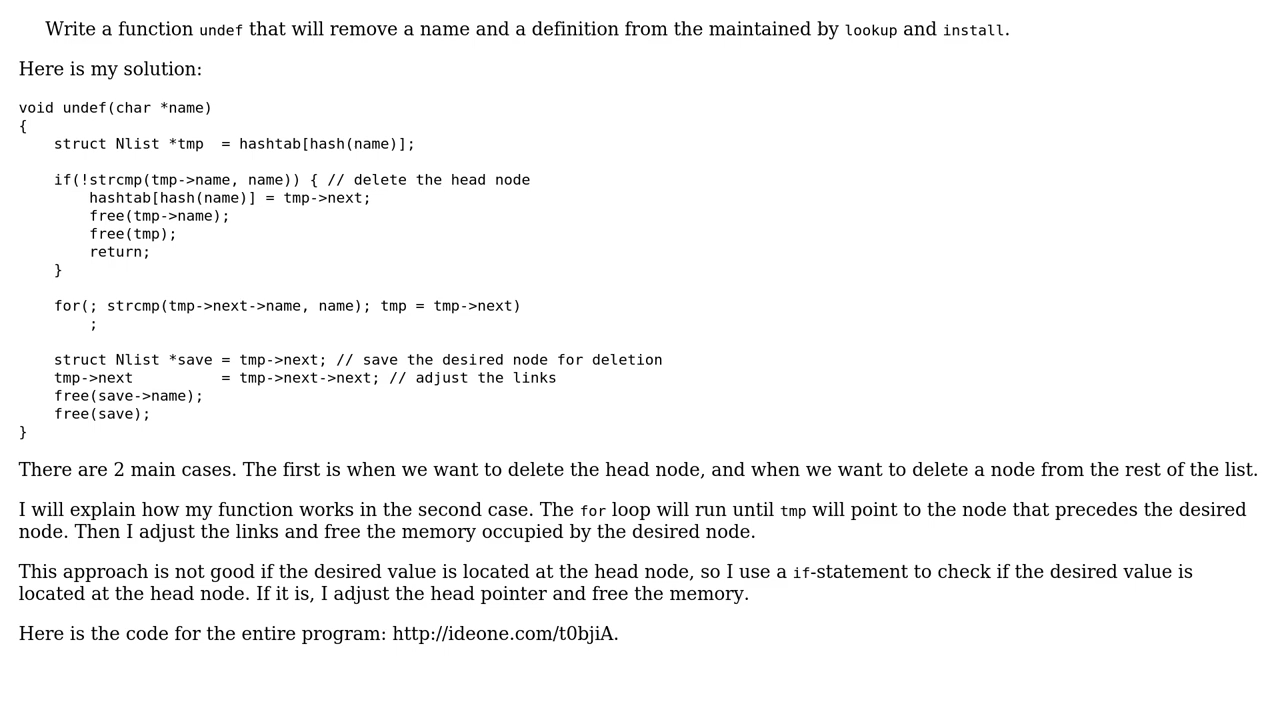 Write a function undef that will remove a name and a definition from the maintained by lookup and install.
Here is my solution:
void undef(char *name)
{
    struct Nlist *tmp  = hashtab[hash(name)];

    if(!strcmp(tmp->name, name)) { // delete the head node
        hashtab[hash(name)] = tmp->next;
        free(tmp->name);
        free(tmp);
        return;
    }

    for(; strcmp(tmp->next->name, name); tmp = tmp->next)
        ;

    struct Nlist *save = tmp->next; // save the desired node for deletion
    tmp->next          = tmp->next->next; // adjust the links
    free(save->name);
    free(save);
}
There are 2 main cases. The first is when we want to delete the head node, and when we want to delete a node from the rest of the list.
I will explain how my function works in the second case. The for loop will run until tmp will point to the node that precedes the desired
node. Then I adjust the links and free the memory occupied by the desired node.
This approach is not good if the desired value is located at the head node, so I use a if-statement to check if the desired value is
located at the head node. If it is, I adjust the head pointer and free the memory.
Here is the code for the entire program: http://ideone.com/t0bjiA.